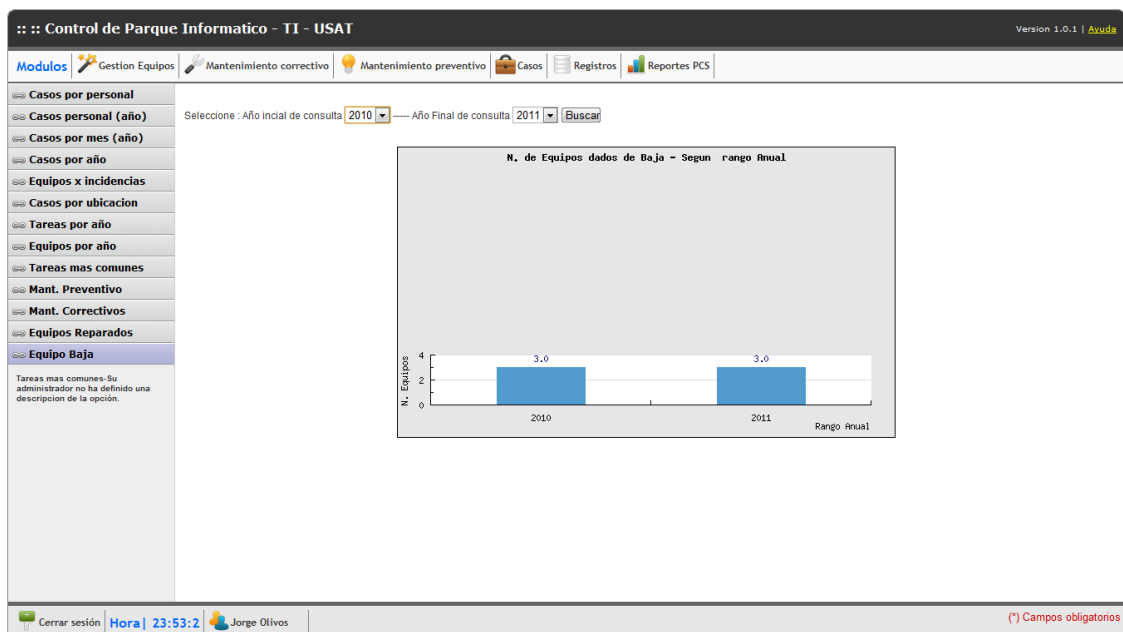 :: :: Control de Parque Informatico - TI - USAT
Version 1.0.1 | Ayuda
Modulos Gestion Equipos Mantenimiento correctivo Mantenimiento preventivo Casos Registros Reportes PCS
Casos por personal
Casos personal (año)
Casos por mes (año)
Casos por año
Equipos x incidencias
Casos por ubicacion
Tareas por año
Equipos por año
Tareas mas comunes
Mant. Preventivo
Mant. Correctivos
Equipos Reparados
Equipo Baja
Tareas mas comunes-Su
administrador no ha definido una
descripcion de la opción.
Seleccione : Año incial de consulta 2010 ----- Año Final de consulta 2011 Buscar
N. de Equipos dados de Baja - Segun rango Anual
N. Equipos
4
2
0
3.0
3.0
2010
2011
Rango Anual
Cerrar sesión Hora| 23:53:2 Jorge Olivos
(*) Campos obligatorios